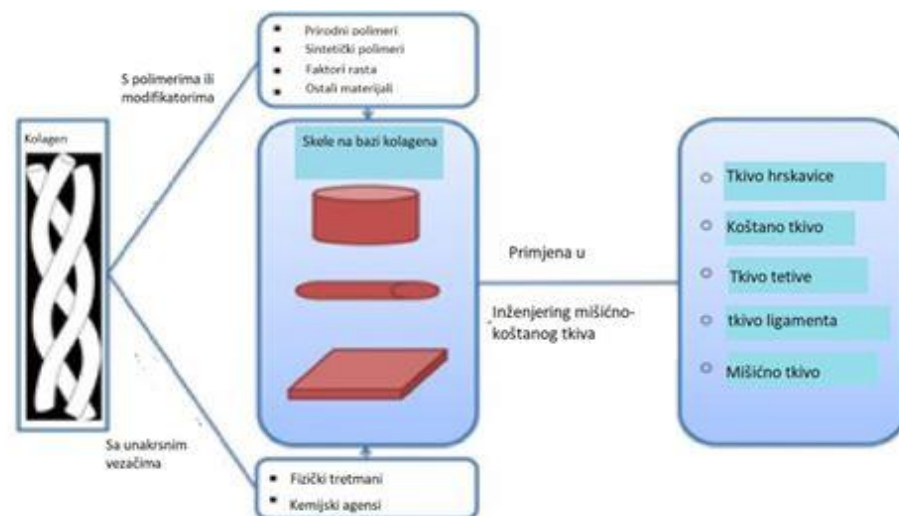 Prirodni polimeri
Sintetički polimeri
Faktori rasta
Ostali materijali
S polimerima ili
modifikatorima
Kolagen
Skele na bazi kolagena
Primjena u
Inženjering mišićno-
koštanog tkiva
Tkivo hrskavice
Koštano tkivo
Tkivo tetive
tkivo ligamenta
Mišićno tkivo
Sa unakrsnim
vezačima
Fizički tretmani
Kemijski agensi